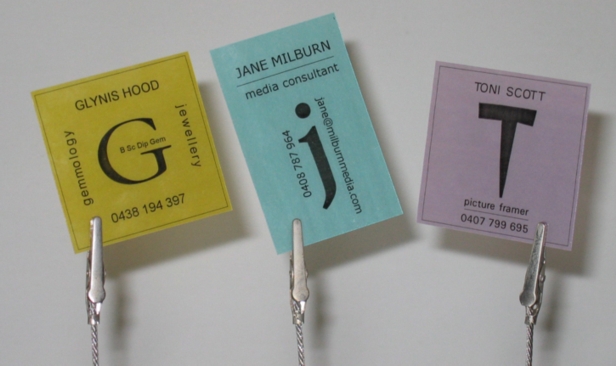 GLYNIS HOOD
gemmology
G
B Sc Dip Gem
jewellery
0438 194 397
JANE MILBURN
media consultant
0408 787 964
j
jane@milburnmedia.com
TONI SCOTT
T
picture framer
0407 799 695